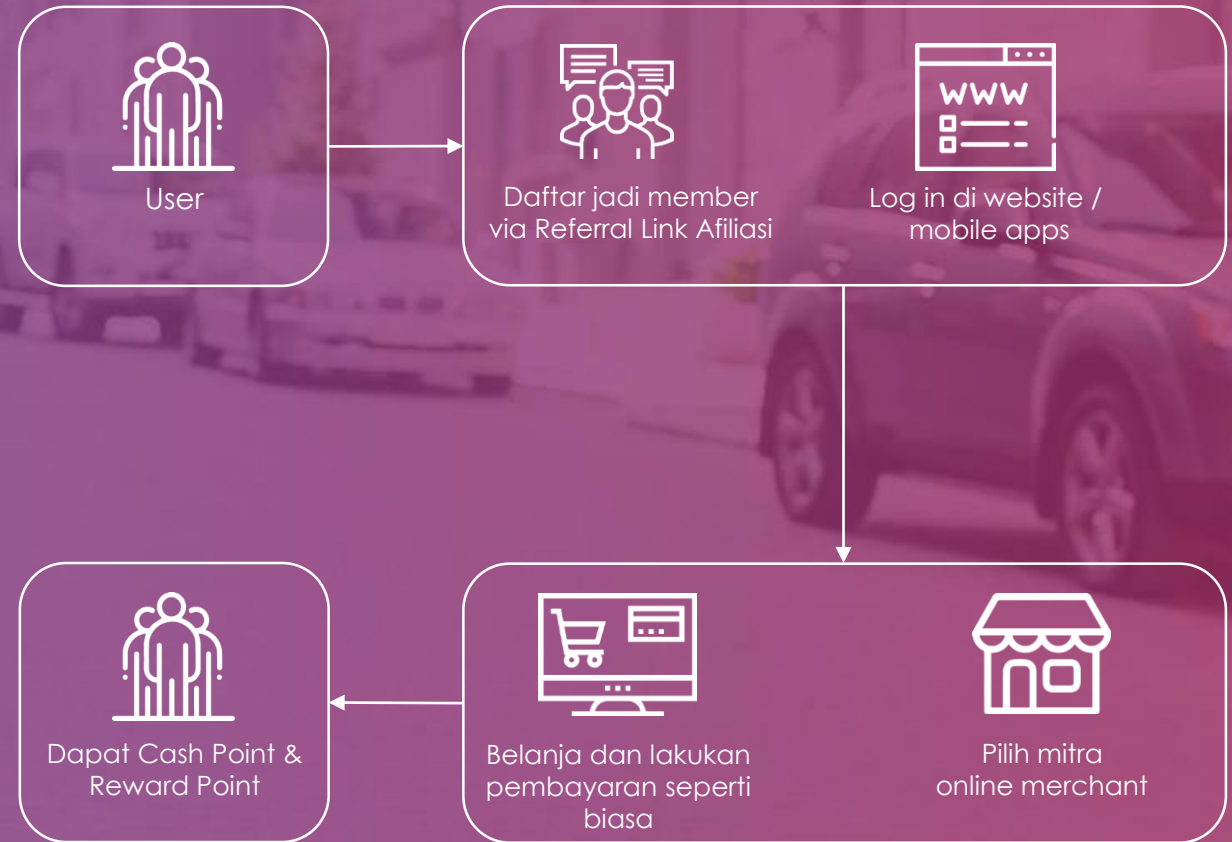 User
Daftar jadi member
via Referral Link Afiliasi
WWW
Log in di website /
mobile apps
Dapat Cash Point &
Reward Point
Belanja dan lakukan
pembayaran seperti
biasa
Pilih mitra
online merchant